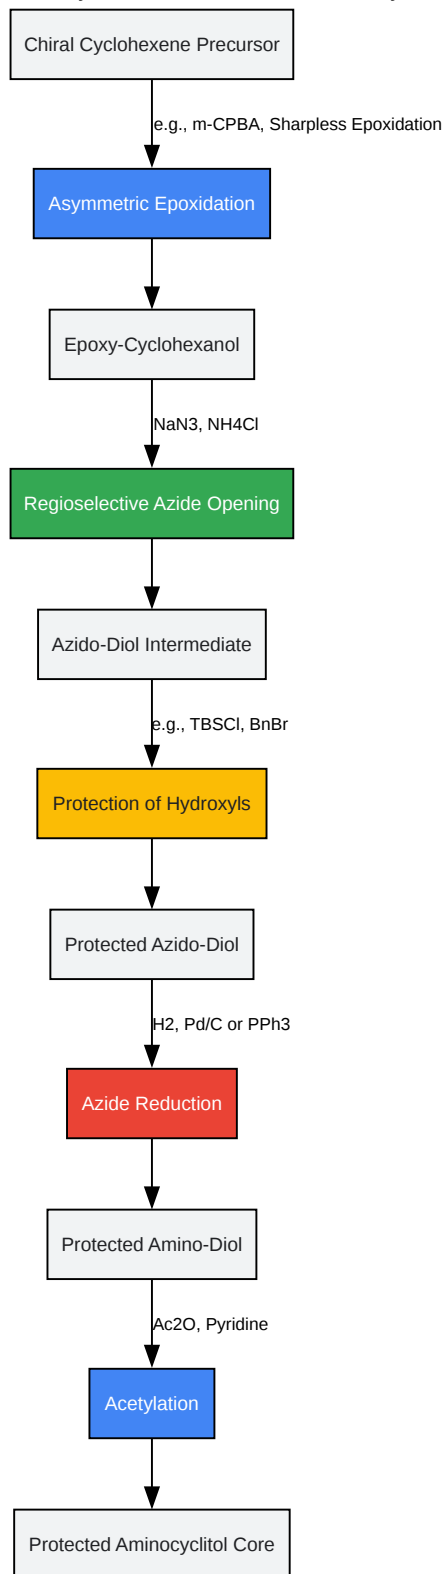 Chiral Cyclohexene Precursor
e.g., m-CPBA, Sharpless Epoxidation
Asymmetric Epoxidation
Epoxy-Cyclohexanol
NaN3, NH4Cl
Regioselective Azide Opening
Azido-Diol Intermediate
e.g., TBSCl, BnBr
Protection of Hydroxyls
Protected Azido-Diol
H2, Pd/C or PPh3
Azide Reduction
Protected Amino-Diol
Ac2O, Pyridine
Acetylation
Protected Aminocyclitol Core